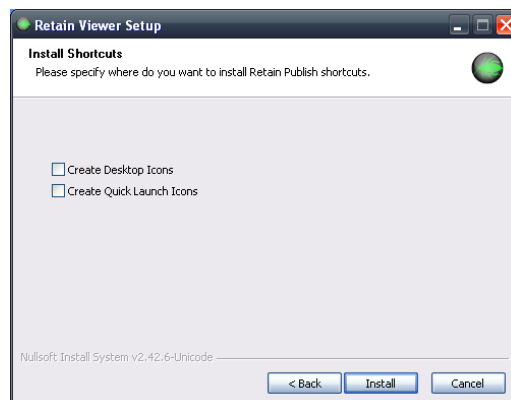 Retain Viewer Setup
Install Shortcuts
Please specify where do you want to install Retain Publish shortcuts.
Create Desktop Icons
Create Quick Launch Icons
Nullsoft Install System v2.42.6-Unicode
< Back Install Cancel